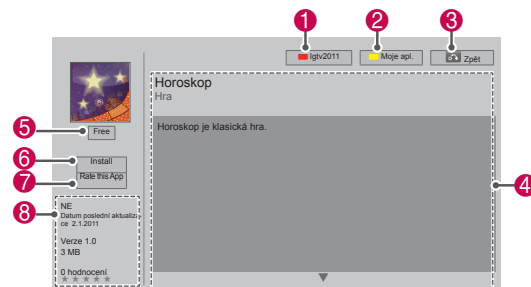 1 2 3
lgtv2011 Moje apl. Zpět
Horoskop
Hra
Horoskop je klasická hra.
5 Free
6 Install
7 Rate this App
4
8 NE
Datum poslední aktualiza-
ce 2.1.2011
Verze 1.0
3 MB
0 hodnocení